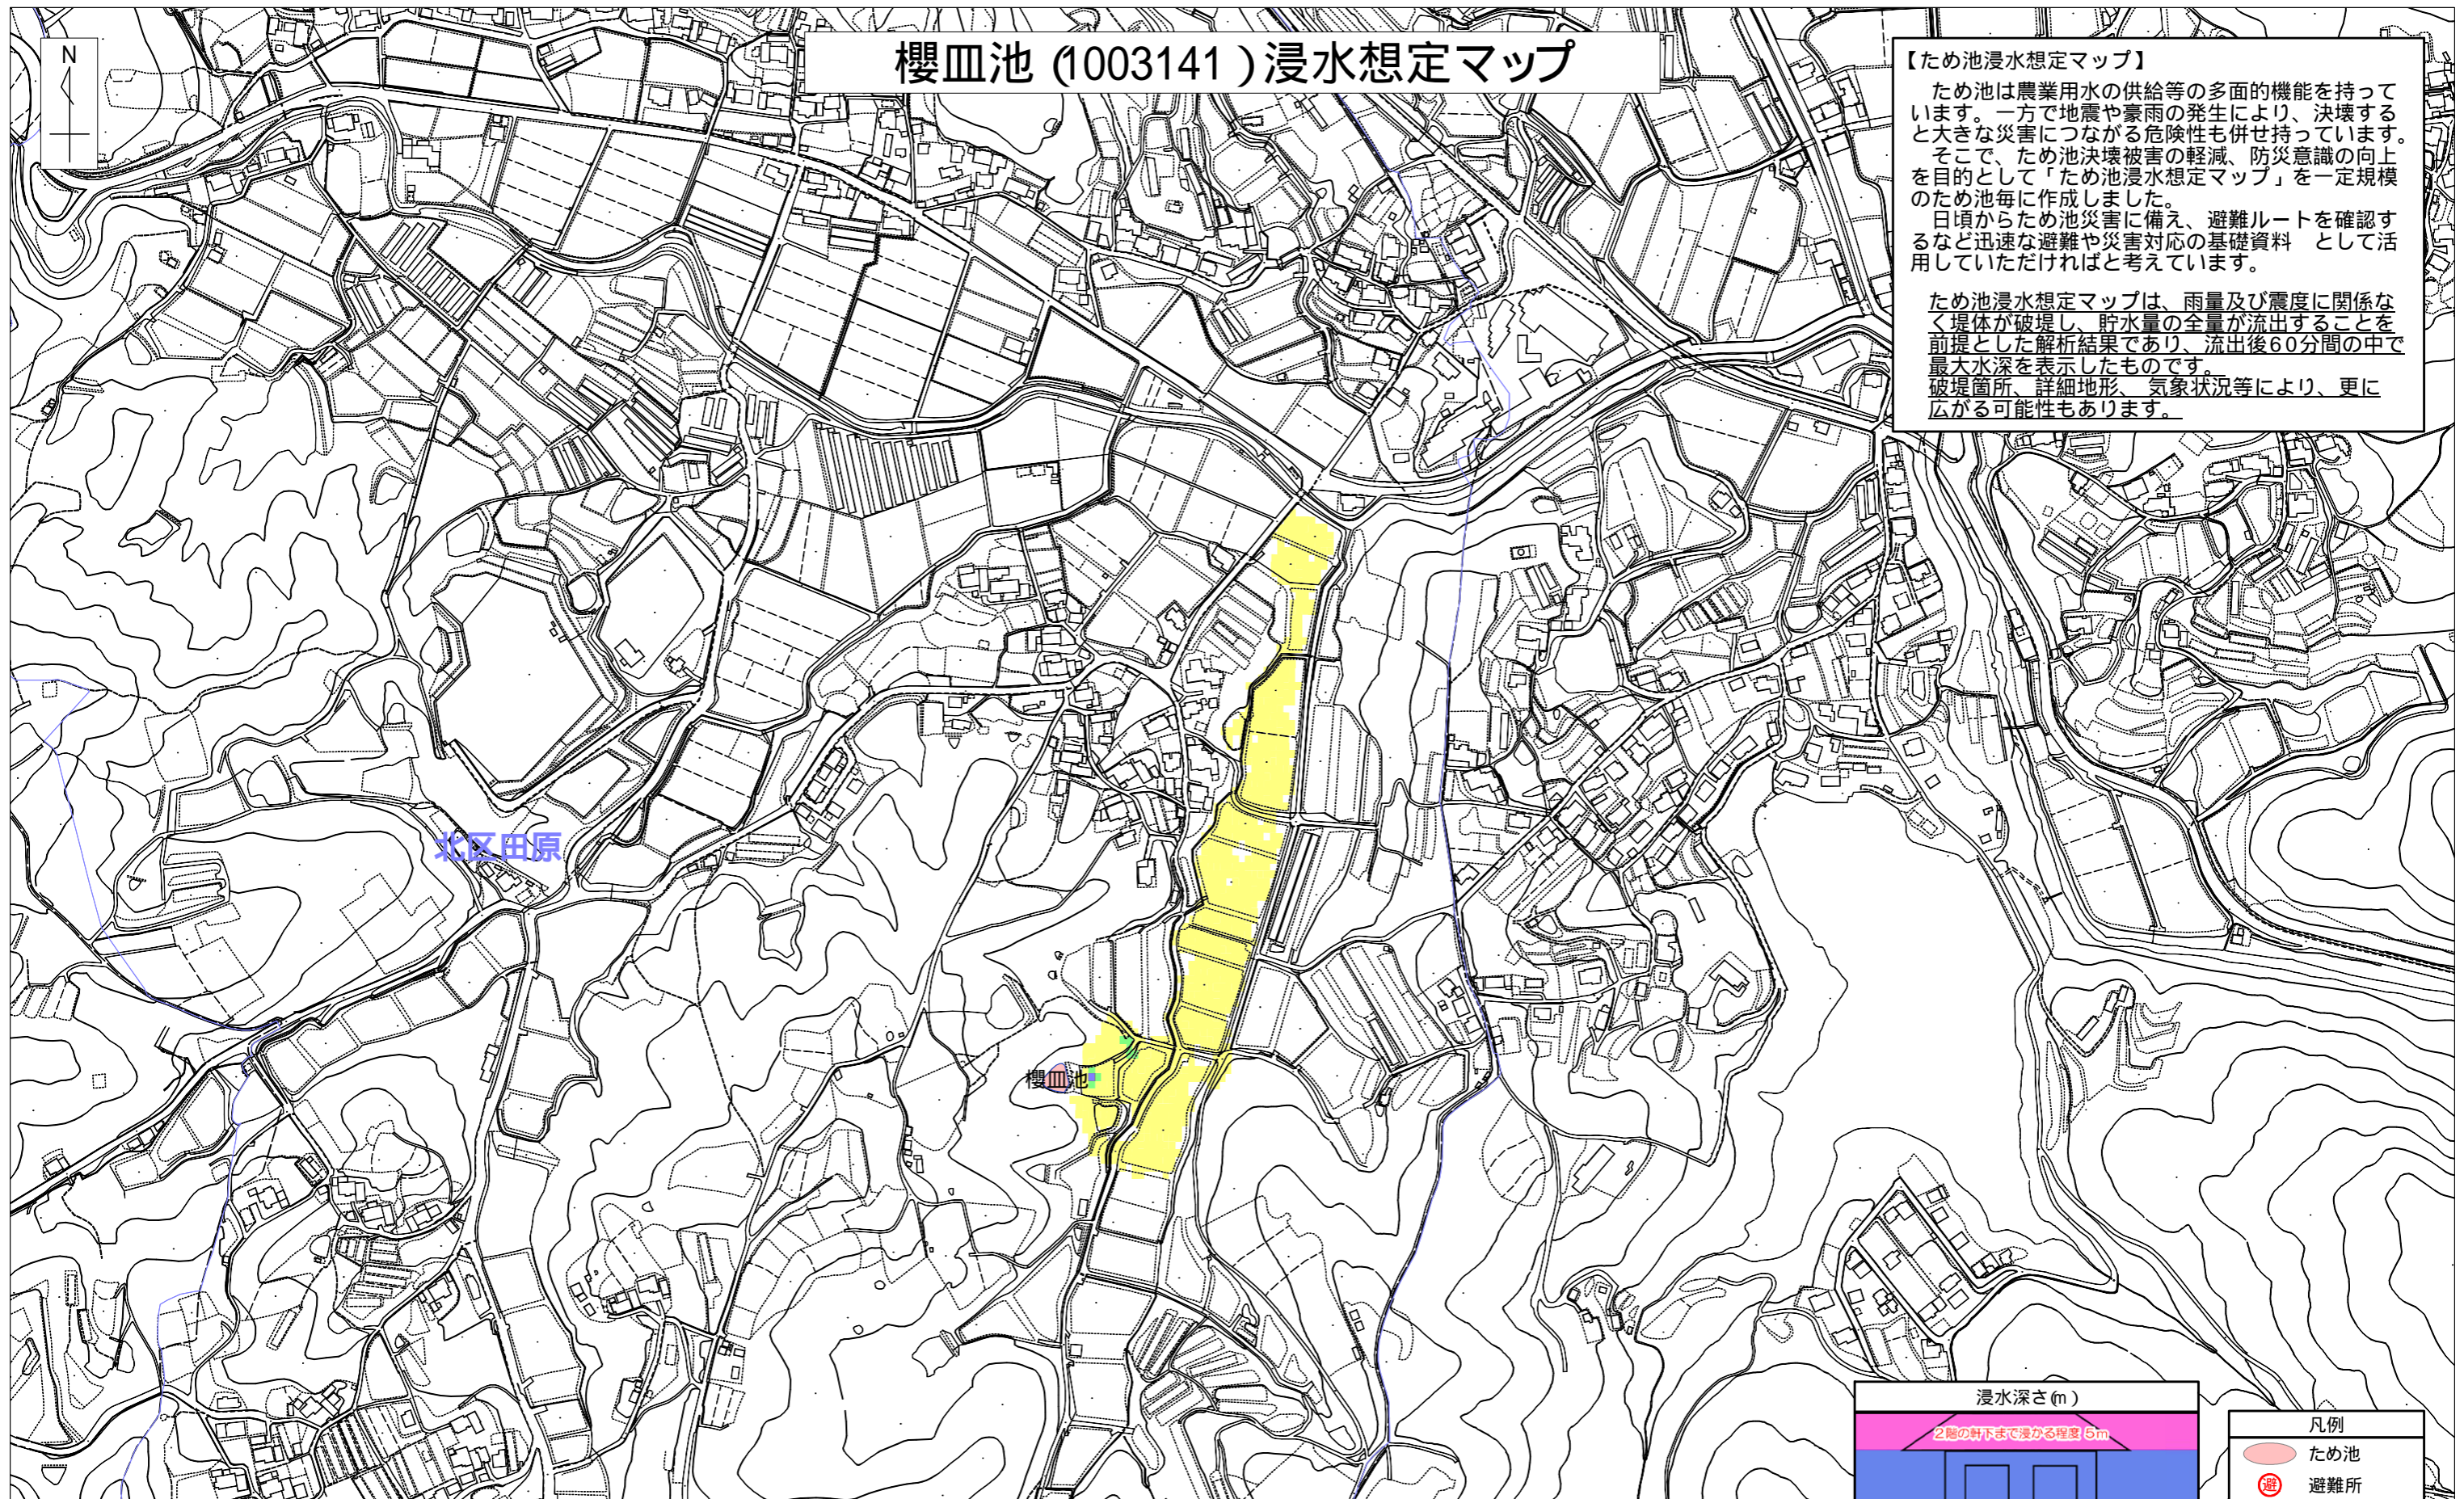 N
櫻皿池（1003141）浸水想定マップ
【ため池浸水想定マップ】
ため池は農業用水の供給等の多面的機能を持って
います。一方で地震や豪雨の発生により、決壊する
と大きな災害につながる危険性も併せ持っています。
そこで、ため池決壊被害の軽減、防災意識の向上
を目的として「ため池浸水想定マップ」を一定規模
のため池毎に作成しました。
日頃からため池災害に備え、避難ルートを確認す
るなど迅速な避難や災害対応の基礎資料　として活
用していただければと考えています。
ため池浸水想定マップは、雨量及び震度に関係な
く堤体が破堤し、貯水量の全量が流出することを
前提とした解析結果であり、流出後60分間の中で
最大水深を表示したものです。
破堤箇所、詳細地形、気象状況等により、更に
広がる可能性もあります。
北区田原
櫻皿池
浸水深さ(m)
2階の軒下まで浸かる程度 5m
凡例
ため池
避 避難所